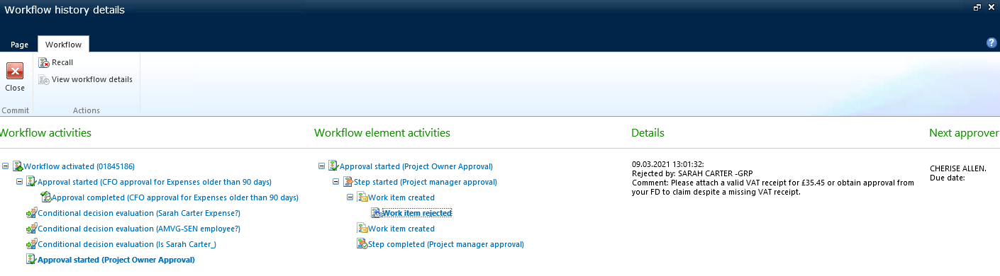 Workflow history details
Page
Workflow
Recall
View workflow details
Close
Commit
Actions
Workflow activities
Workflow element activities
Details
Next approver
Workflow activated (01845186)
Approval started (CFO approval for Expenses older than 90 days)
Approval completed (CFO approval for Expenses older than 90 days)
Conditional decision evaluation (Sarah Carter Expense?)
Conditional decision evaluation (AMVG-SEN employee?)
Conditional decision evaluation (Is Sarah Carter_)
Approval started (Project Owner Approval)
Approval started (Project Owner Approval)
Step started (Project manager approval)
Work item created
Work item rejected
Work item created
Step completed (Project manager approval)
09.03.2021 13:01:32:
Rejected by: SARAH CARTER -GRP
Comment: Please attach a valid VAT receipt for £35.45 or obtain approval from
your FD to claim despite a missing VAT receipt.
CHERISE ALLEN.
Due date: